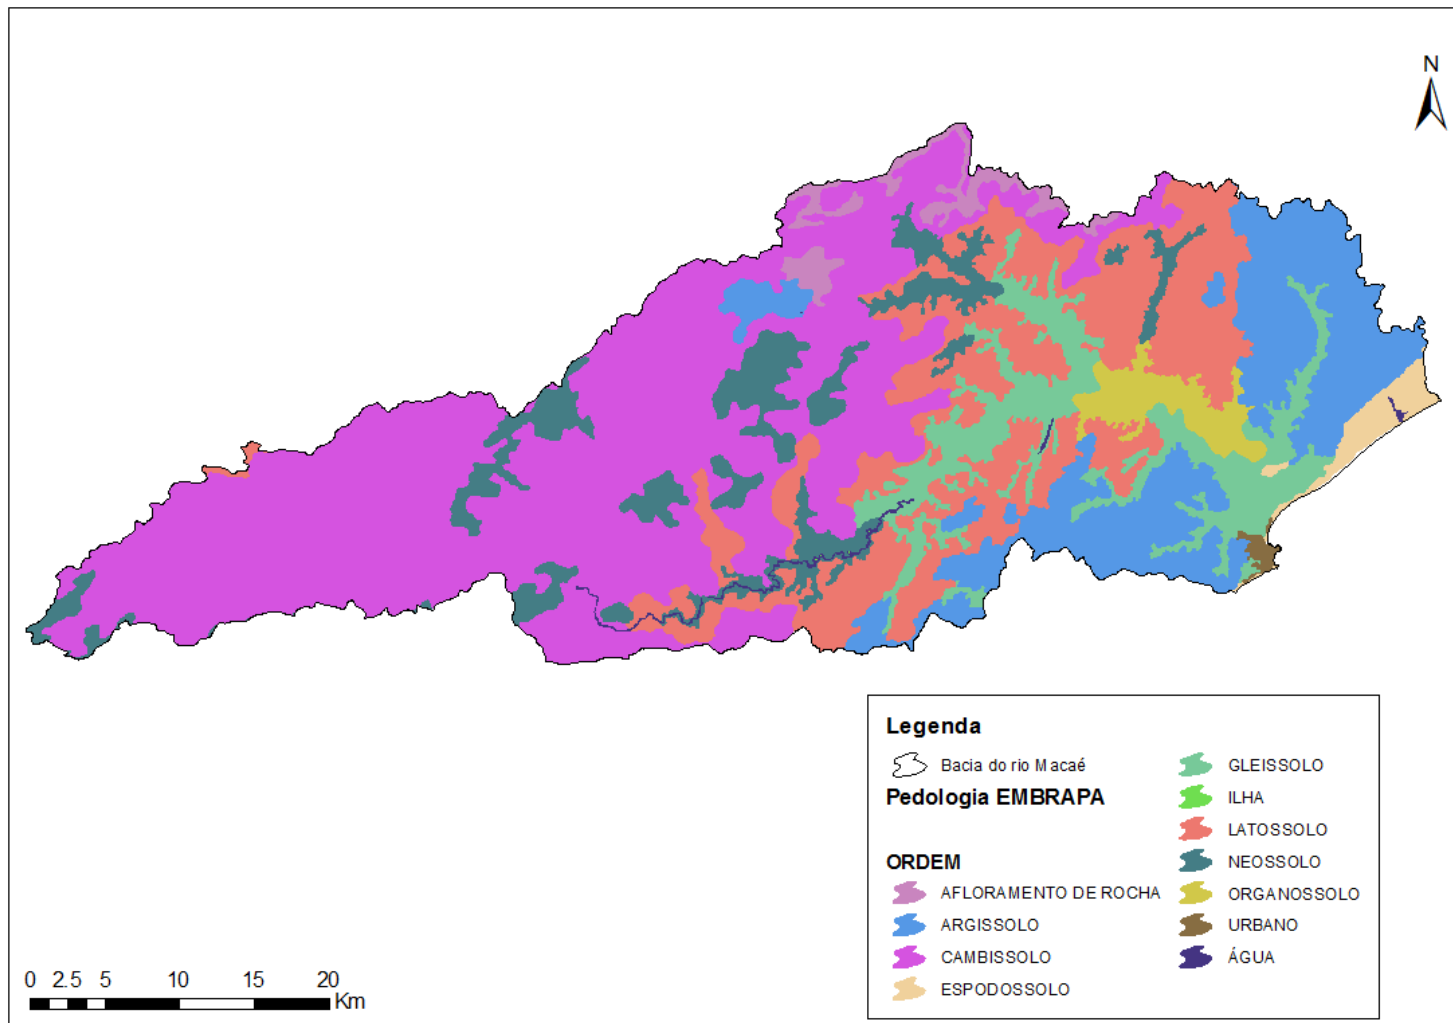 N
Legenda
Bacia do rio Macaé
Pedologia EMBRAPA
ORDEM
AFLORAMENTO DE ROCHA
ARGISSOLO
CAMBISSOLO
ESPODOSSOLO
GLEISSOLO
ILHA
LATOSSOLO
NEOSSOLO
ORGANOSSOLO
URBANO
ÁGUA
0 2.5 5 10 15 20
Km